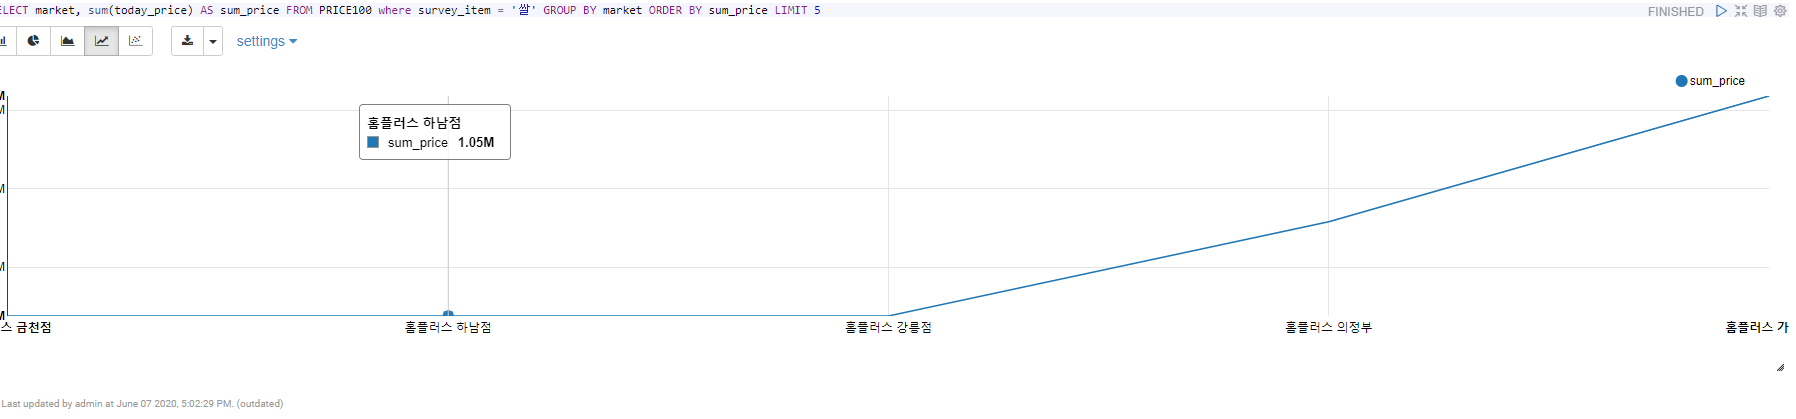 ELECT market, sum(today_price) AS sum_price FROM PRICE100 where survey_item = '쌀' GROUP BY market ORDER BY sum_price LIMIT 5
FINISHED
settings
sum_price
M
M
홈플러스 하남점
sum_price 1.05M
M
M
M
스 금천점 홈플러스 하남점 홈플러스 강릉점 홈플러스 의정부 홈플러스 가
Last updated by admin at June 07 2020, 5:02:29 PM. (outdated)